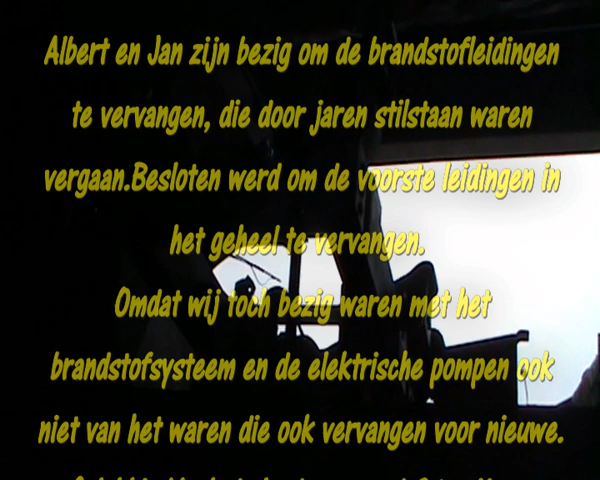 Albert en Jan zijn bezig om de brandstofleidingen
te vervangen, die door jaren stilstaan waren
vergaan.Besloten werd om de voorste leidingen in
het geheel te vervangen.
Omdat wij toch bezig waren met het
brandstofsysteem en de elektrische pompen ook
niet van het waren die ook vervangen voor nieuwe.